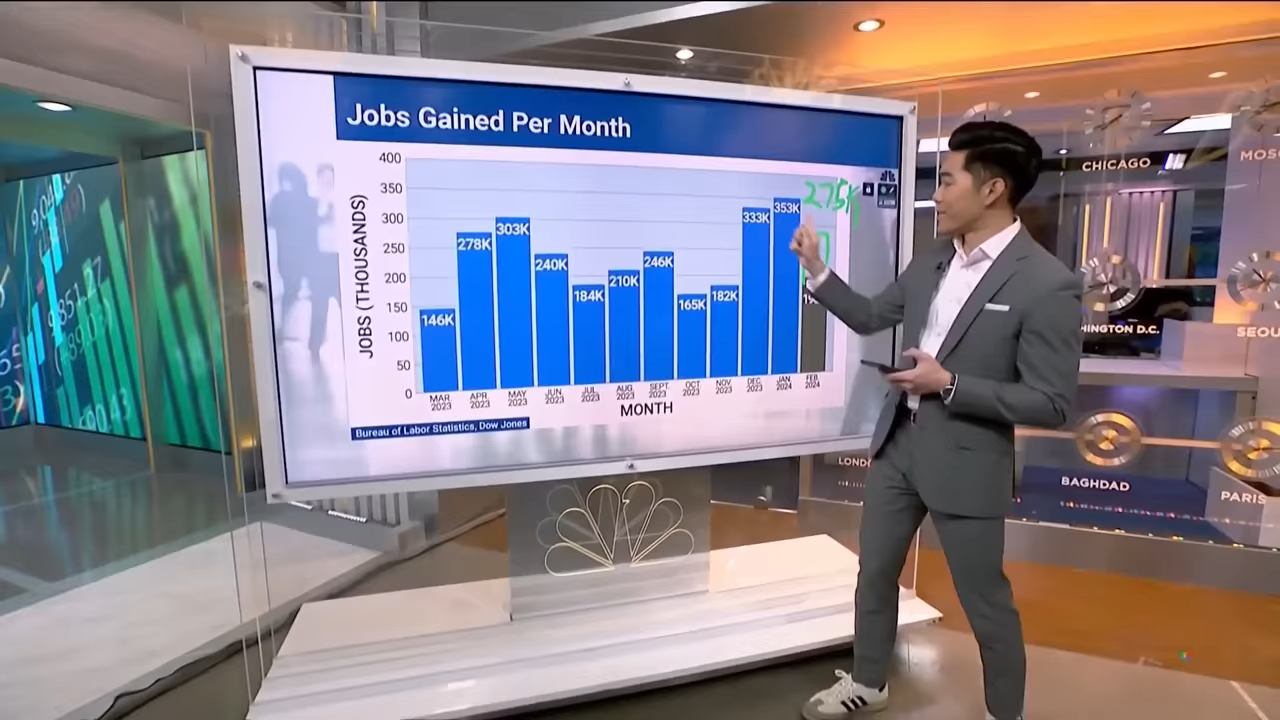 Jobs Gained Per Month
275K
JOBS (THOUSANDS)
400
350
300
250
200
150
100
50
0
146K
278K
303K
240K
184K
210K
246K
165K
182K
333K
353K
MAR. 2023
APR. 2023
MAY 2023
JUN. 2023
JUL. 2023
AUG. 2023
SEPT. 2023
OCT. 2023
NOV. 2023
DEC. 2023
JAN. 2024
FEB. 2024
MONTH
Bureau of Labor Statistics, Dow Jones
CHICAGO
MOSC
HINGTON D.C.
SEOU
LONDO
BAGHDAD
PARIS